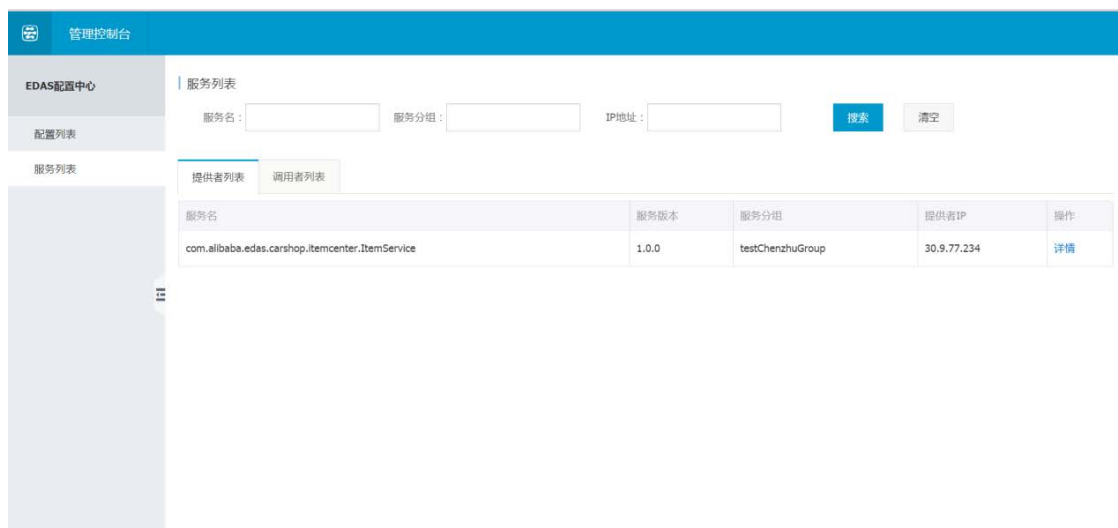 管理控制台
EDAS配置中心
配置列表
服务列表
服务列表
服务名： 服务分组： IP地址： 搜索 清空
提供者列表 调用者列表
服务名 服务版本 服务分组 提供者IP 操作
com.alibaba.edas.carshop.itemcenter.ItemService 1.0.0 testChenzhuGroup 30.9.77.234 详情